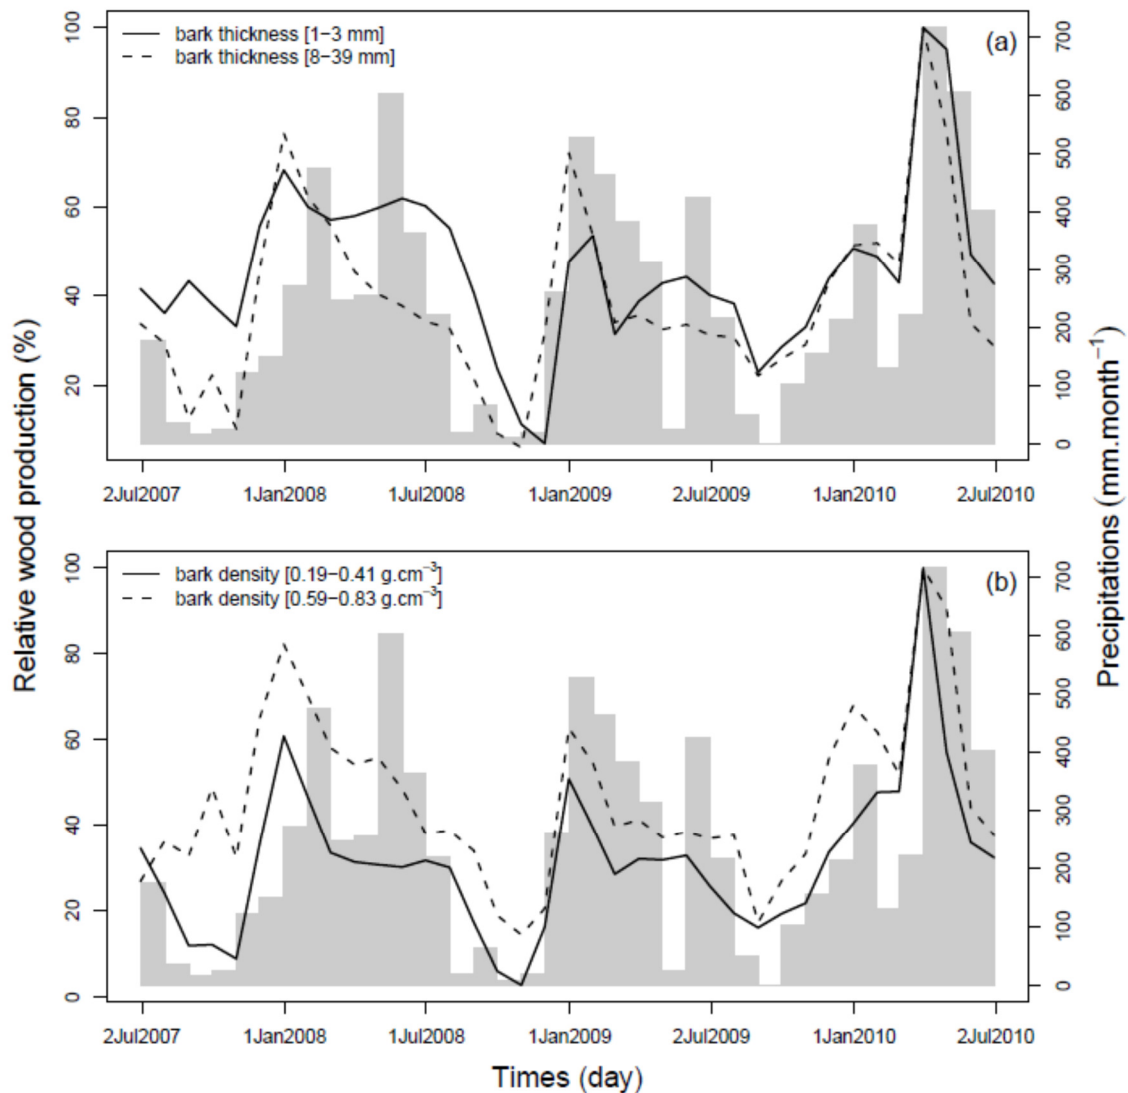 bark thickness [1−3 mm]
bark thickness [8−39 mm]
(a)
100
80
60
40
20
700
600
500
400
300
200
100
0
2Jul2007
1Jan2008
1Jul2008
1Jan2009
2Jul2009
1Jan2010
2Jul2010
Relative wood production (%)
Precipitations (mm.month⁻¹)
bark density [0.19−0.41 g.cm⁻³]
bark density [0.59−0.83 g.cm⁻³]
(b)
100
80
60
40
20
0
700
600
500
400
300
200
100
0
2Jul2007
1Jan2008
1Jul2008
1Jan2009
2Jul2009
1Jan2010
2Jul2010
Times (day)